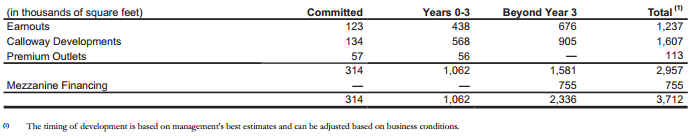 (in thousands of square feet) Committed Years 0-3 Beyond Year 3 Total (1)
Earnouts 123 438 676 1,237
Calloway Developments 134 568 905 1,607
Premium Outlets 57 56 — 113
314 1,062 1,581 2,957
Mezzanine Financing — — 755 755
314 1,062 2,336 3,712
(1) The timing of development is based on management's best estimates and can be adjusted based on business conditions.